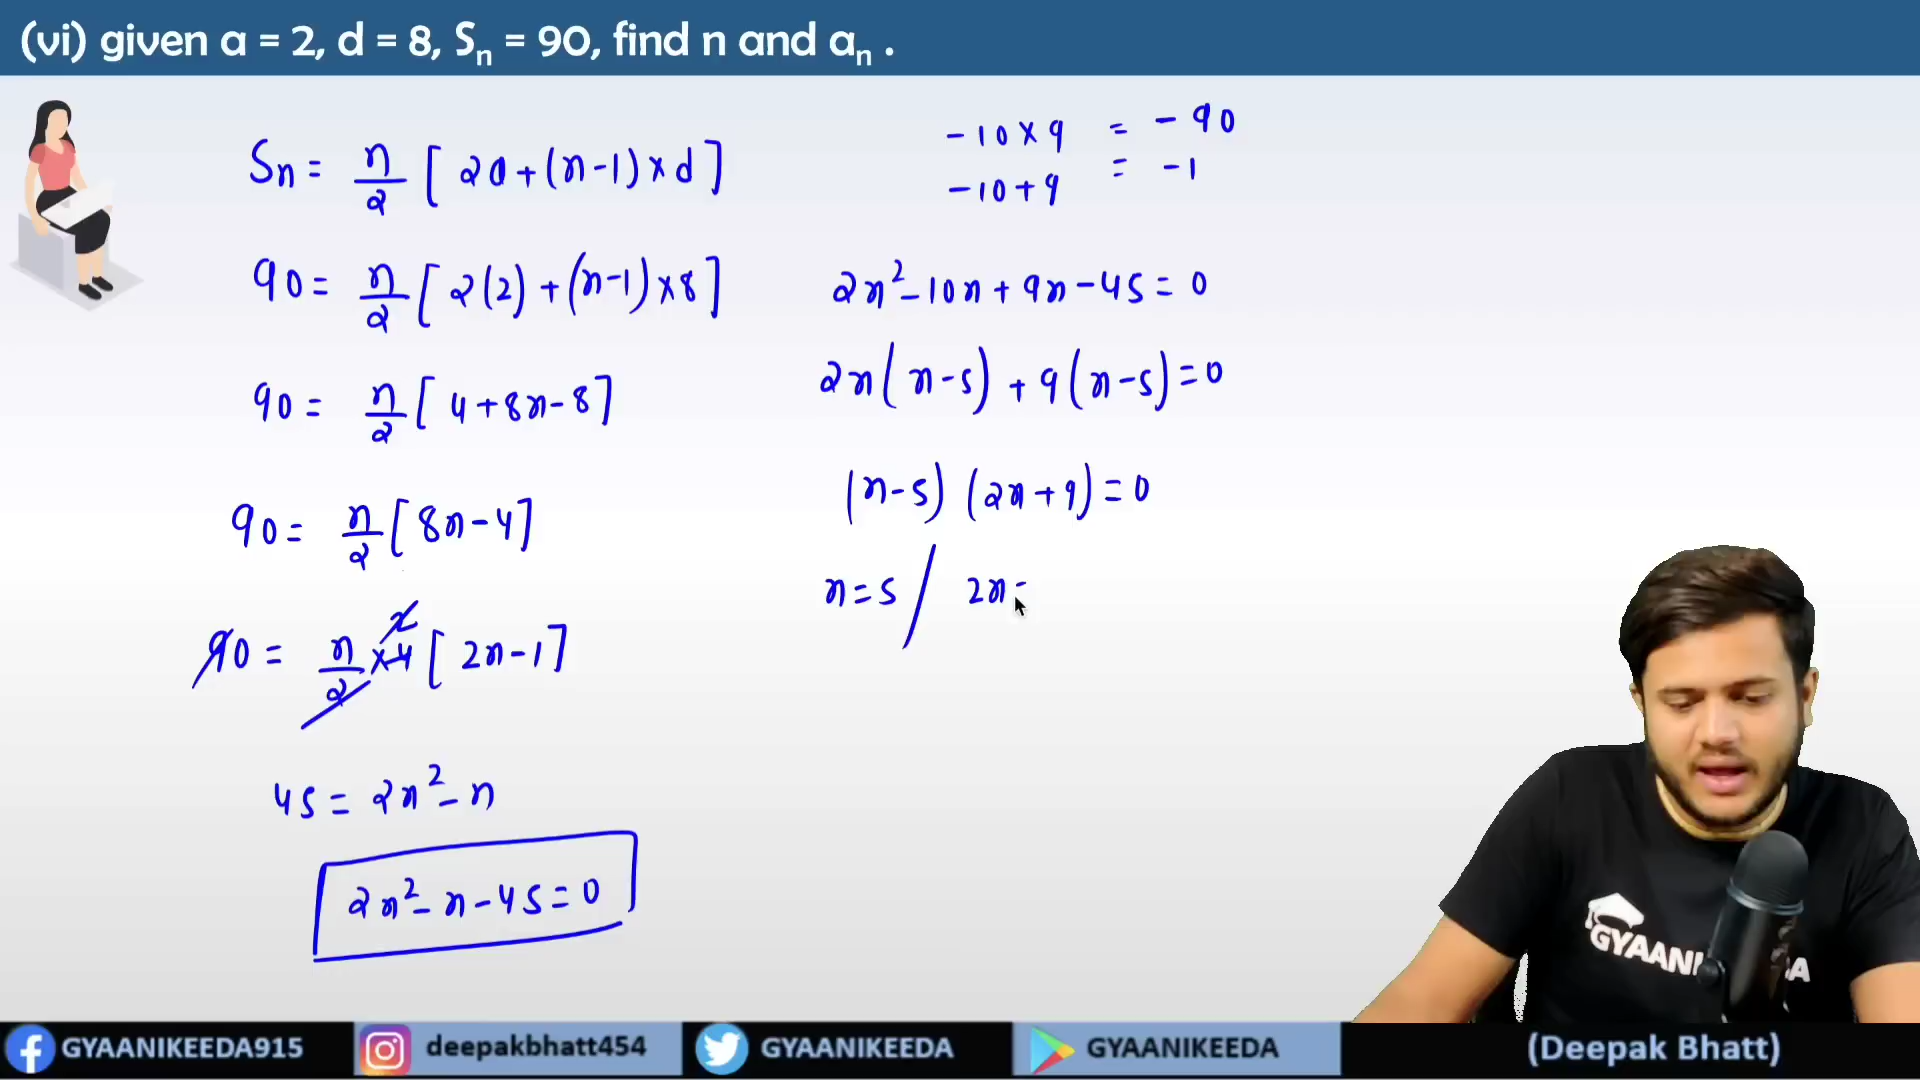 (vi) given a = 2, d = 8, Sn = 90, find n and an .
Sn = n/2 [ 2a + (n-1) × d ]
90 = n/2 [ 2(2) + (n-1) × 8 ]
90 = n/2 [ 4 + 8n - 8 ]
90 = n/2 [ 8n - 4 ]
2
90 = n/2 × 4 [ 2n - 1 ]
45 = 2n² - n
2n² - n - 45 = 0
-10 × 9 = -90
-10 + 9 = -1
2n² - 10n + 9n - 45 = 0
2n ( n - 5 ) + 9 ( n - 5 ) = 0
(n - 5) (2n + 9) = 0
n = 5 / 2n =
GYAANIKEEDA915
deepakbhatt454
GYAANIKEEDA
GYAANIKEEDA
(Deepak Bhatt)